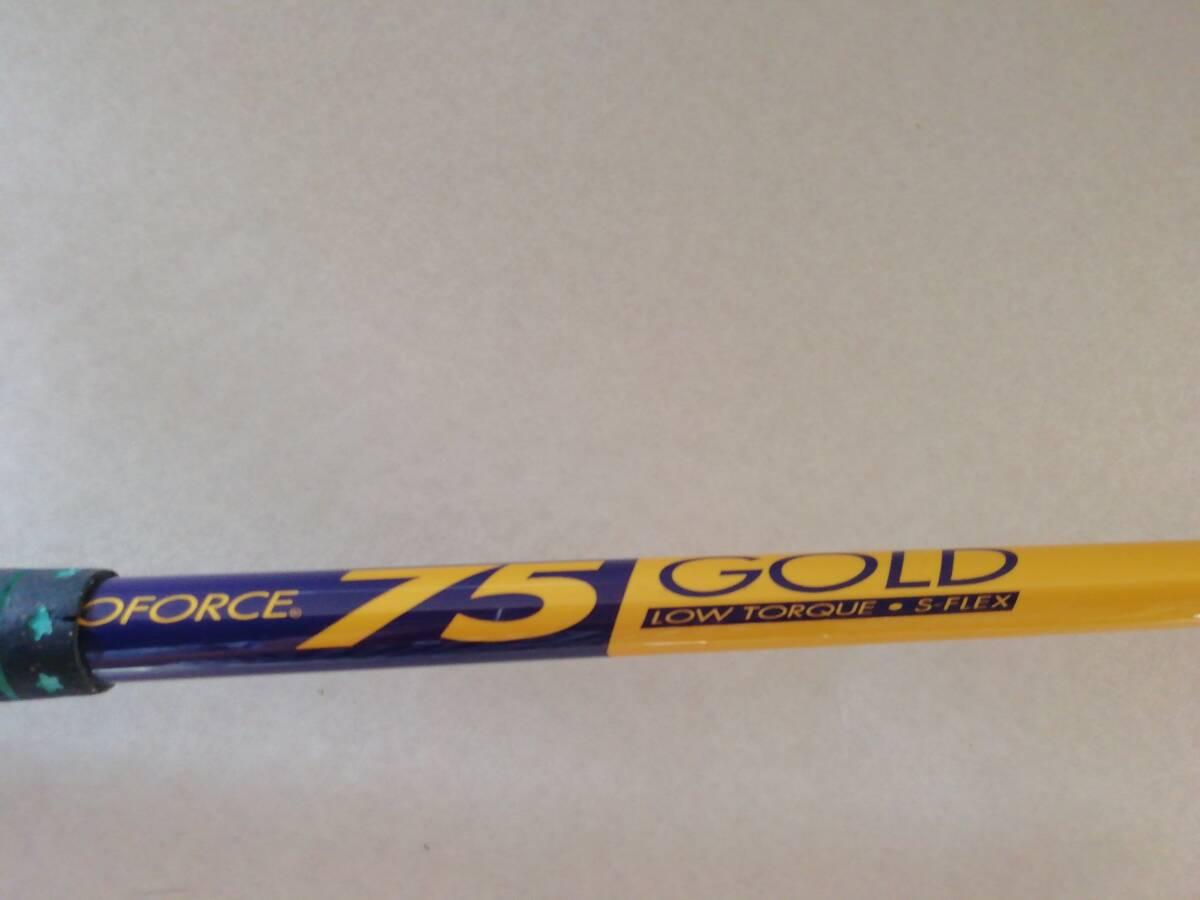 OFORCE® 75 GOLD
LOW TORQUE • S-FLEX